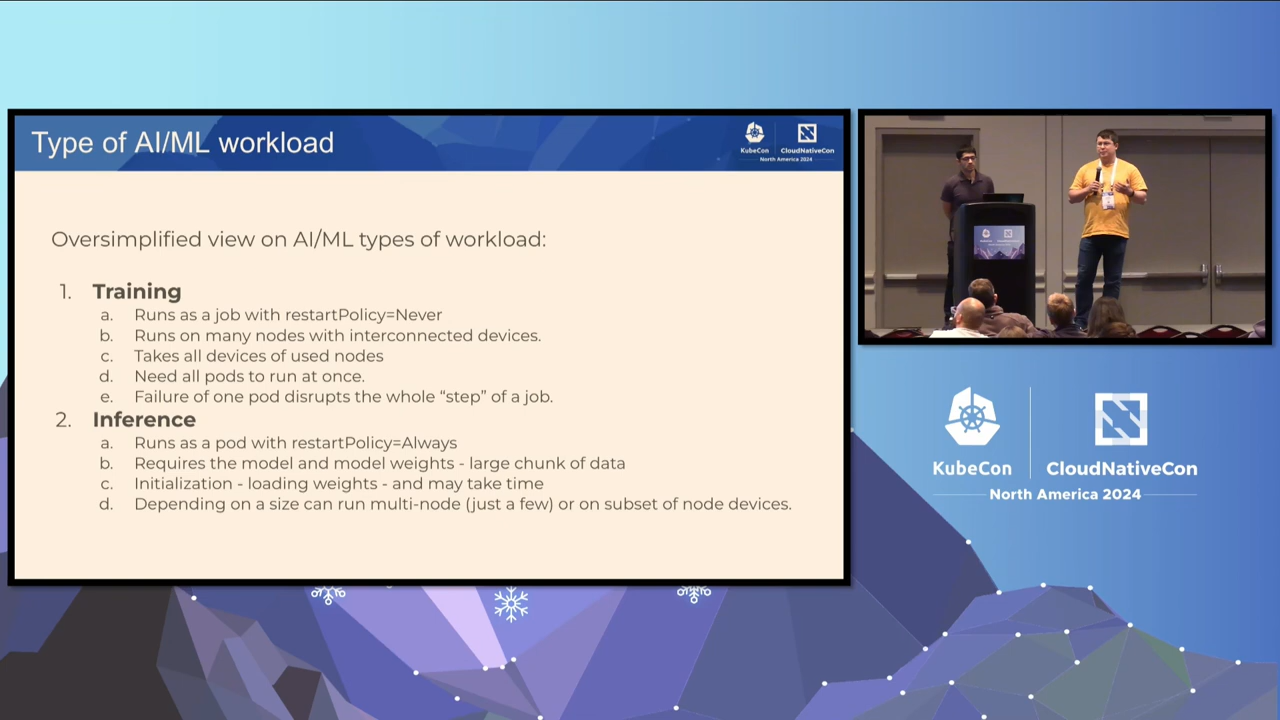 Type of AI/ML workload
KubeCon
CloudNativeCon
North America 2024
Oversimplified view on AI/ML types of workload:
1. Training
a. Runs as a job with restartPolicy=Never
b. Runs on many nodes with interconnected devices.
c. Takes all devices of used nodes
d. Need all pods to run at once.
e. Failure of one pod disrupts the whole “step” of a job.
2. Inference
a. Runs as a pod with restartPolicy=Always
b. Requires the model and model weights - large chunk of data
c. Initialization - loading weights - and may take time
d. Depending on a size can run multi-node (just a few) or on subset of node devices.
KubeCon
CloudNativeCon
North America 2024